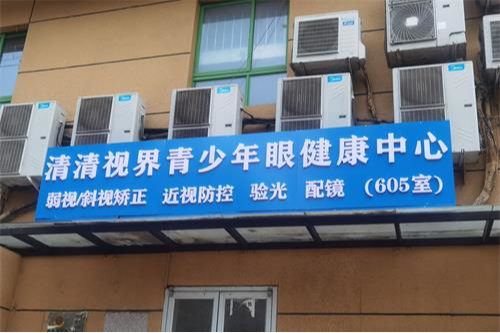 清清视界青少年眼健康中心
弱视/斜视矫正 近视防控 验光 配镜 (605室)